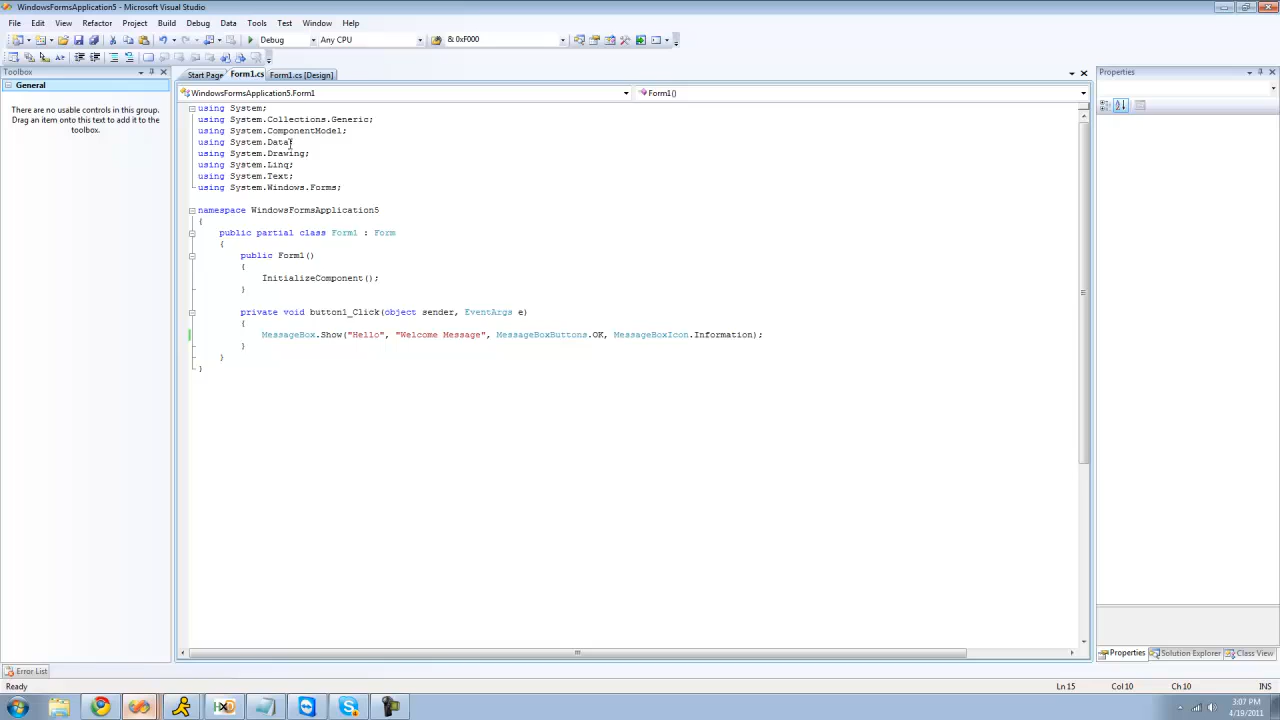 WindowsFormsApplication5 - Microsoft Visual Studio
File Edit View Refactor Project Build Debug Data Tools Test Window Help
Debug Any CPU & 0xF000
Toolbox
Start Page Form1.cs Form1.cs [Design]
Properties
General
WindowsFormsApplication5.Form1 Form1()
There are no usable controls in this group. Drag an item onto this text to add it to the toolbox.
using System;
using System.Collections.Generic;
using System.ComponentModel;
using System.Data;
using System.Drawing;
using System.Linq;
using System.Text;
using System.Windows.Forms;
namespace WindowsFormsApplication5
{
public partial class Form1 : Form
{
public Form1()
{
InitializeComponent();
}
private void button1_Click(object sender, EventArgs e)
{
MessageBox.Show("Hello", "Welcome Message", MessageBoxButtons.OK, MessageBoxIcon.Information);
}
}
}
Properties Solution Explorer Class View
Error List
Ready Ln 15 Col 10 Ch 10 INS
3:07 PM
4/19/2011